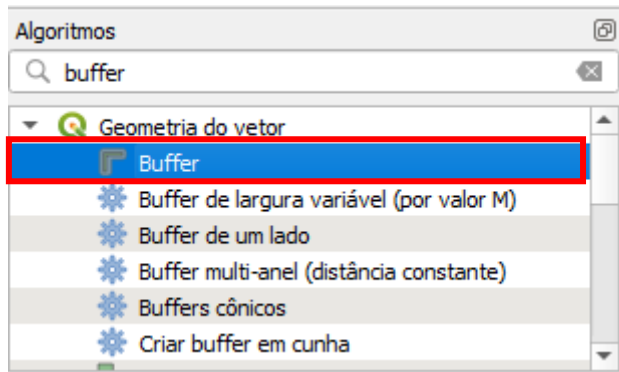 Algoritmos
buffer
Geometria do vetor
Buffer
Buffer de largura variável (por valor M)
Buffer de um lado
Buffer multi-anel (distância constante)
Buffers cônicos
Criar buffer em cunha